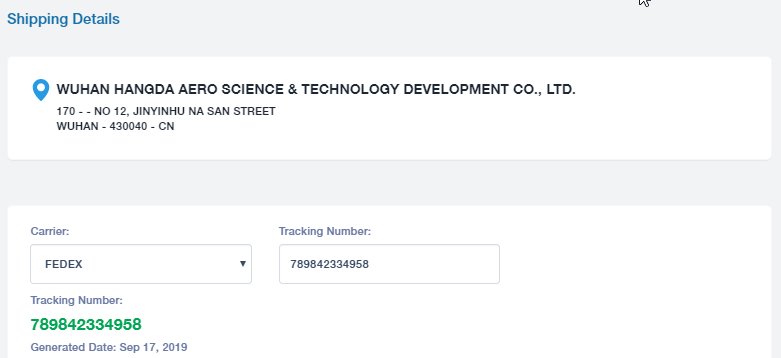 Shipping Details
WUHAN HANGDA AERO SCIENCE & TECHNOLOGY DEVELOPMENT CO., LTD.
170 - - NO 12, JINYINHU NA SAN STREET
WUHAN - 430040 - CN
Carrier:
Tracking Number:
FEDEX
789842334958
Tracking Number:
789842334958
Generated Date: Sep 17, 2019